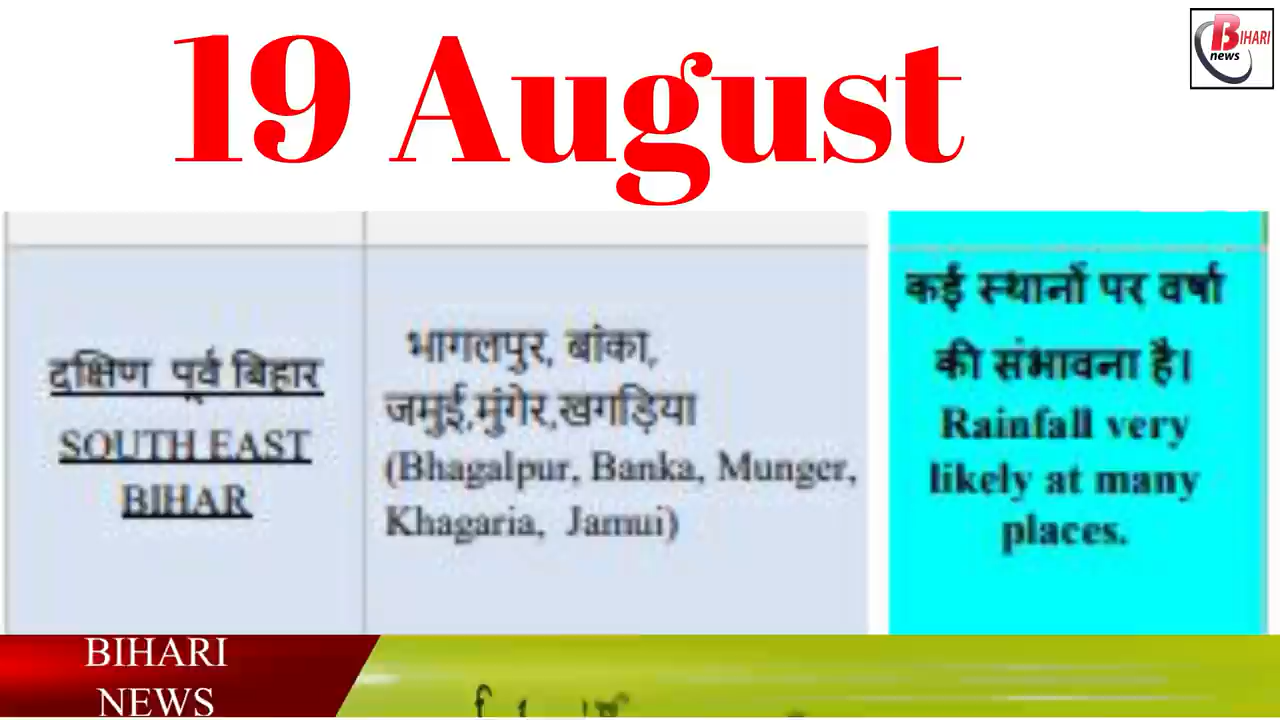 19 August
BIHARI
news
दक्षिण पूर्व बिहार
SOUTH EAST
BIHAR
भागलपुर, बांका,
जमुई,मुंगेर,खगड़िया
(Bhagalpur, Banka, Munger,
Khagaria, Jamui)
कई स्थानों पर वर्षा
की संभावना है।
Rainfall very
likely at many
places.
BIHARI
NEWS